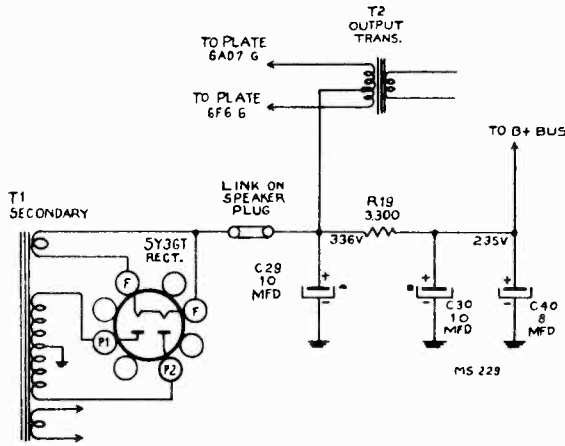 T2
OUTPUT
TRANS.
TO PLATE
6A07 G
TO PLATE
6F6 G
TO B+ BUS
T1
SECONDARY
LINK ON
SPEAKER
PLUG
R19
3,300
5Y3GT
RECT.
336V
235V
F
F
C29
10
MFD
+
-
+
-
C30
10
MFD
+
-
C40
8
MFD
P1
P2
MS 229